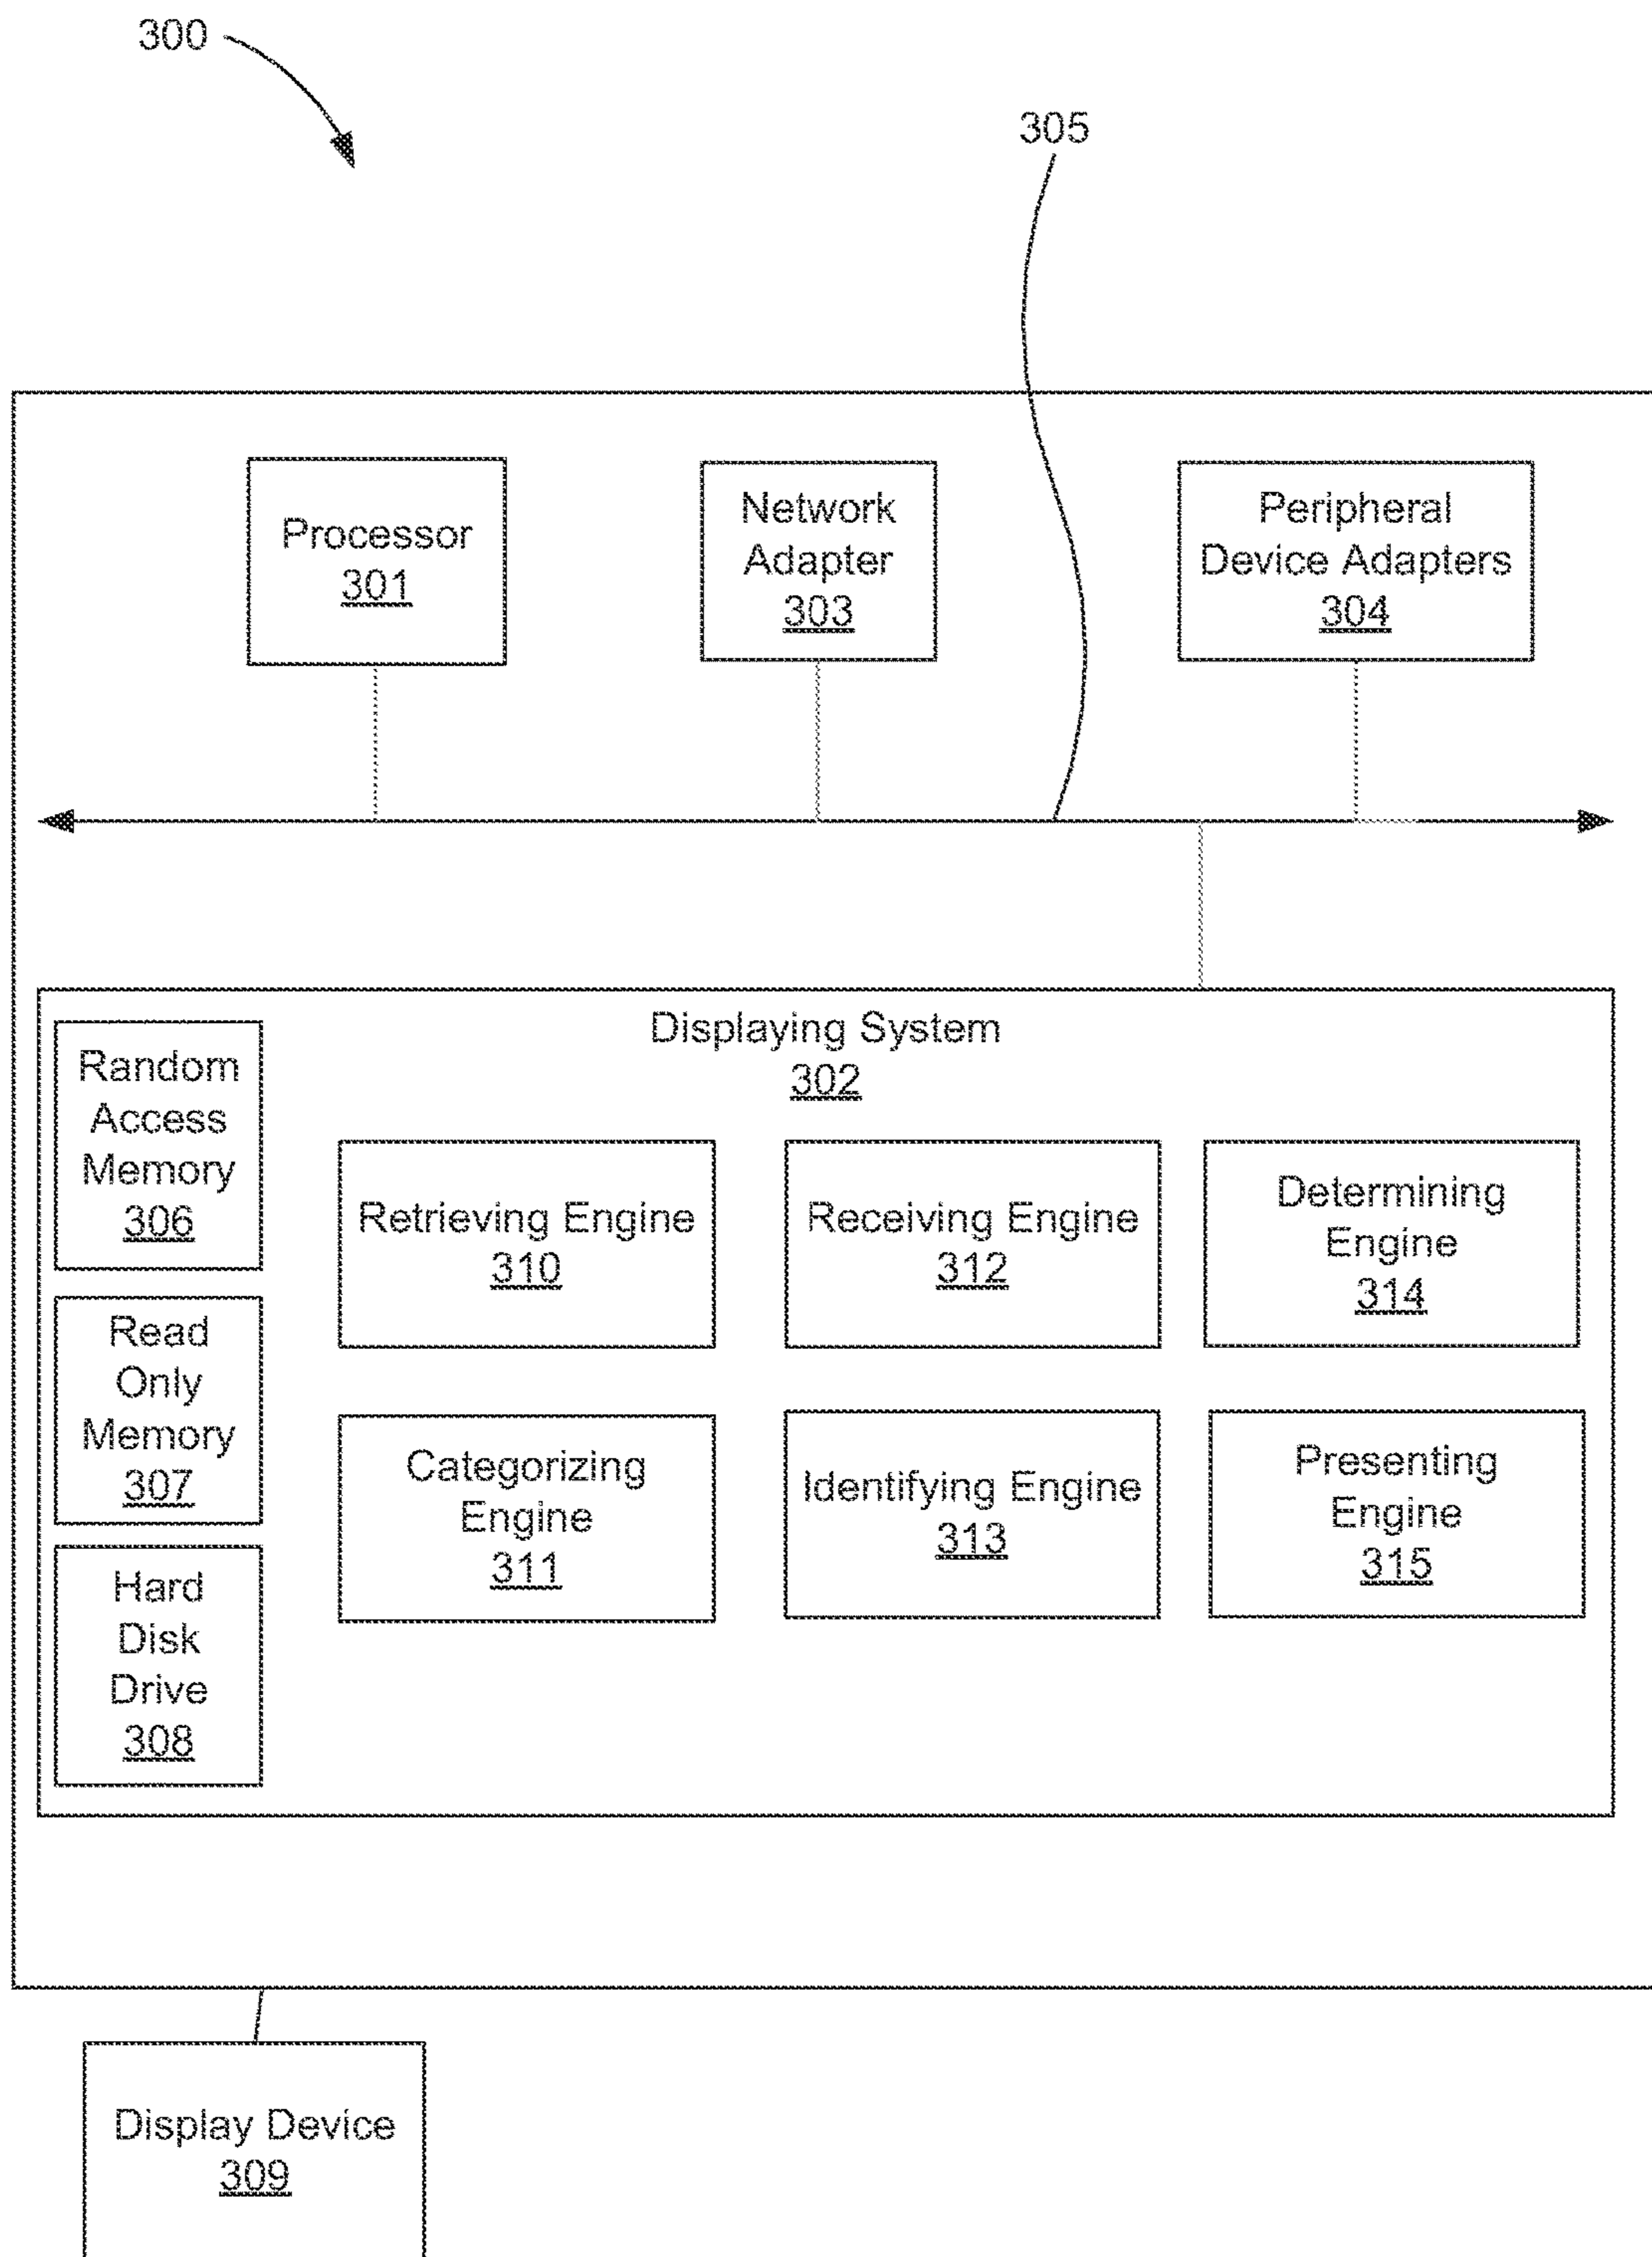 300
305
Processor
301
Network
Adapter
303
Peripheral
Device Adapters
304
Displaying System
302
Random
Access
Memory
306
Read
Only
Memory
307
Hard
Disk
Drive
308
Retrieving Engine
310
Receiving Engine
312
Determining
Engine
314
Categorizing
Engine
311
Identifying Engine
313
Presenting
Engine
315
Display Device
309